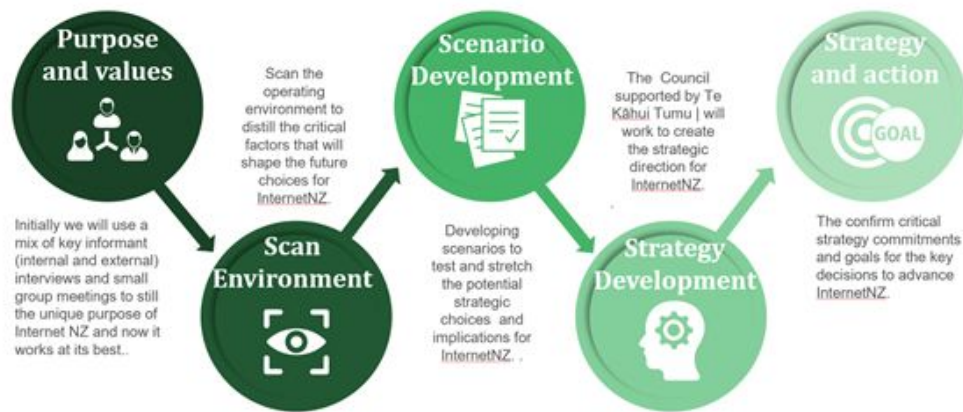 Purpose
and values
Initially we will use a
mix of key informant
(internal and external)
interviews and small
group meetings to still
the unique purpose of
Internet NZ and now it
works at its best..
Scan the
operating
environment to
distill the critical
factors that will
shape the future
choices for
InternetNZ.
Scan
Environment
Scenario
Development
Developing
scenarios to
test and stretch
the potential
strategic
choices and
implications for
InternetNZ. .
The Council
supported by Te
Kāhui Tumu | will
work to create
the strategic
direction for
InternetNZ.
.
Strategy
Development
Strategy
and action
GOAL
The confirm critical
strategy commitments
and goals for the key
decisions to advance
InternetNZ.